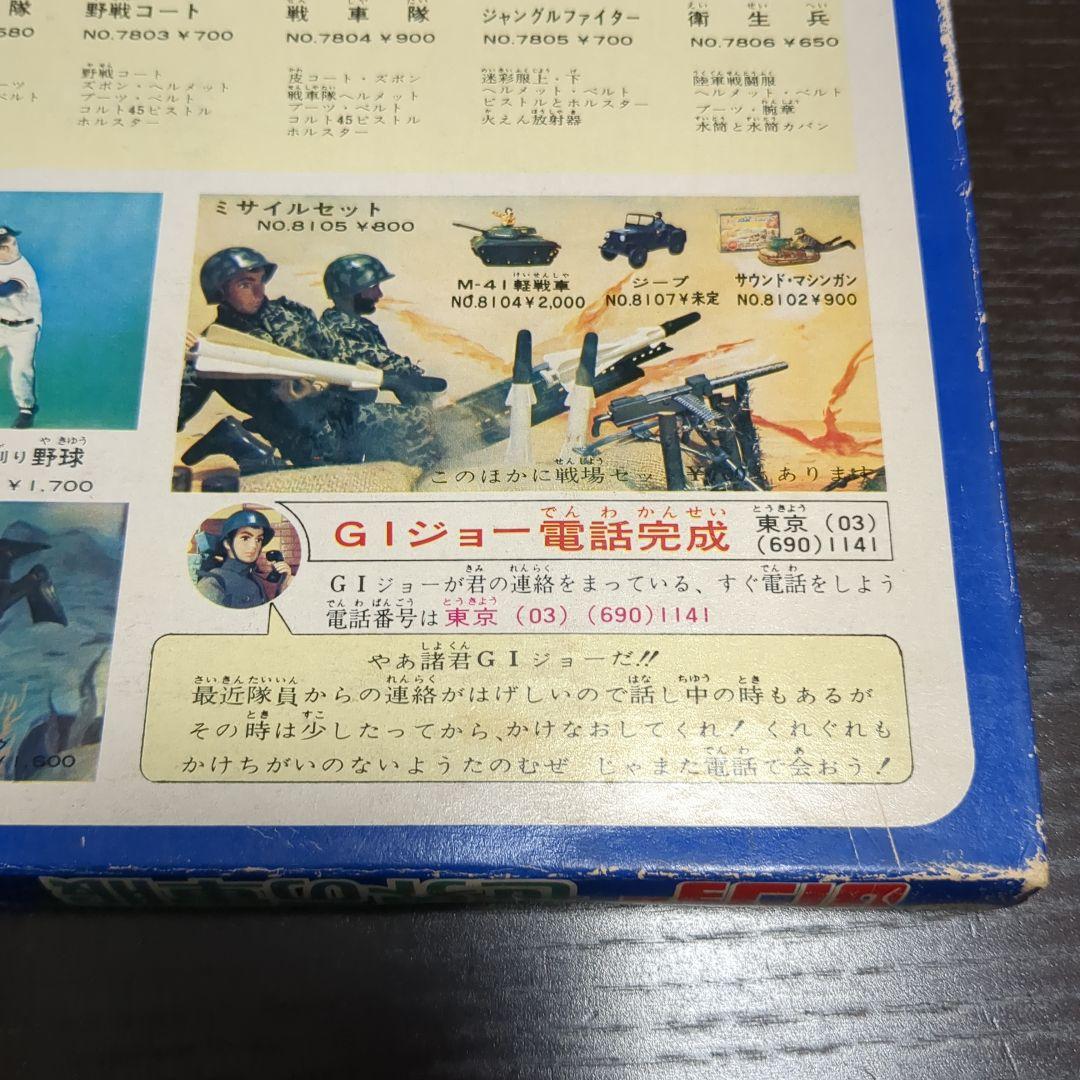 隊
580
ーツ
ベルト
野戦コート
NO.7803 ¥700
野戦コート
ズボン・ヘルメット
ブーツ・ベルト
コルト45ピストル
ホルスター
戦車隊
NO.7804 ¥900
皮コート・ズボン
戦車隊ヘルメット
ブーツ・ベルト
コルト45ピストル
ホルスター
ジャングルファイター
NO.7805 ¥700
迷彩服上・下
ヘルメット・ベルト
ピストルとホルスター
火えん放射器
衛生兵
NO.7806 ¥650
陸軍戦闘服
ヘルメット・ベルト
ブーツ・腕章
水筒と水筒カバン
り野球
¥1,700
¥1,600
ミサイルセット
NO.8105 ¥800
M-41軽戦車
NO.8104¥2,000
ジープ
NO.8107¥未定
サウンド・マシンガン
NO.8102¥900
このほかに戦場セッ あります
GIジョー電話完成
東京(03)
(690)1141
GIジョーが君の連絡をまっている、すぐ電話をしよう
電話番号は東京(03)(690)1141
やあ諸君GIジョーだ!!
最近隊員からの連絡がはげしいので話し中の時もあるが
その時は少したってから、かけなおしてくれ! くれぐれも
かけちがいのないようたのむぜ じゃまた電話で会おう!